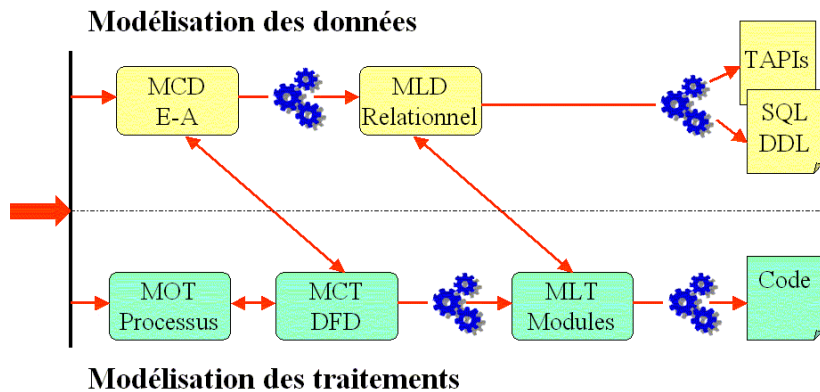 Modélisation des données
MCD
E-A
MLD
Relationnel
TAPIs
SQL
DDL
MOT
Processus
MCT
DFD
MLT
Modules
Code
Modélisation des traitements